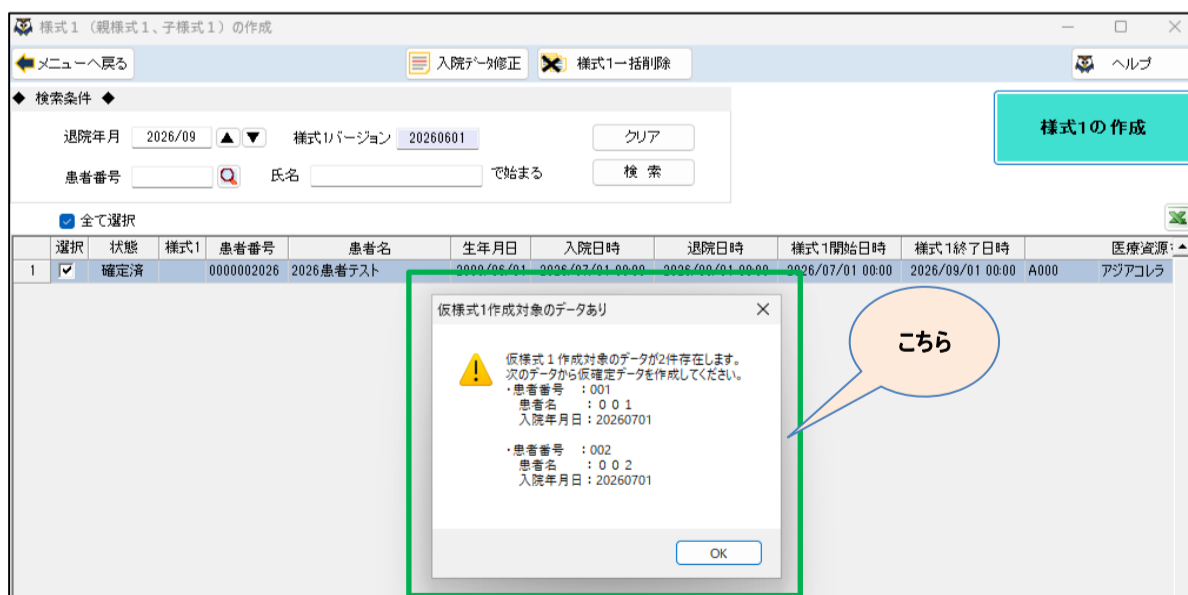 様式１（親様式１、子様式１）の作成
メニューへ戻る 入院データ修正 様式1一括削除 ヘルプ
◆ 検索条件 ◆
様式1の作成
退院年月 2026/09 ▲ ▼ 様式1バージョン 20260601 クリア
患者番号 氏名 で始まる 検 索
全て選択
選択 状態 様式1 患者番号 患者名 生年月日 入院日時 退院日時 様式1開始日時 様式1終了日時 医療資源
1 確定済 0000002026 2026患者テスト 2000/06/01 2026/07/01 00:00 2026/09/01 00:00 2026/07/01 00:00 2026/09/01 00:00 A000 アジアコレラ
仮様式1作成対象のデータあり
仮様式１作成対象のデータが2件存在します。
次のデータから仮確定データを作成してください。
・患者番号 ：001
患者名 ：００１
入院年月日：20260701
・患者番号 ：002
患者名 ：００２
入院年月日：20260701
OK
こちら